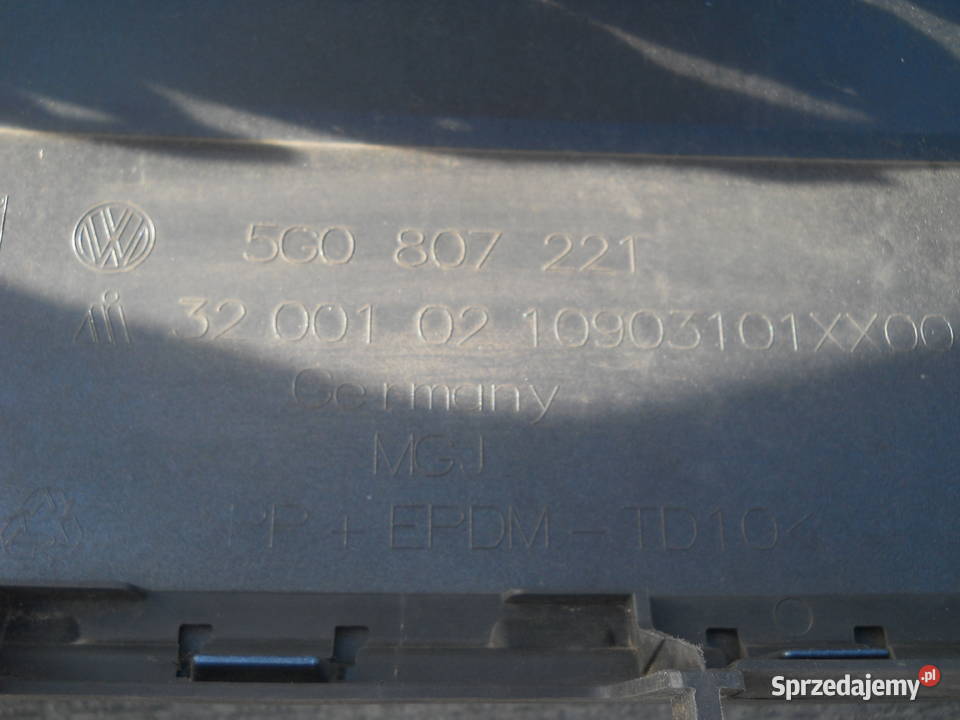 5G0 807 221
32 001 02 10903101XX00
Germany
MGJ
>PP + EPDM - TD10<
Sprzedajemy.pl